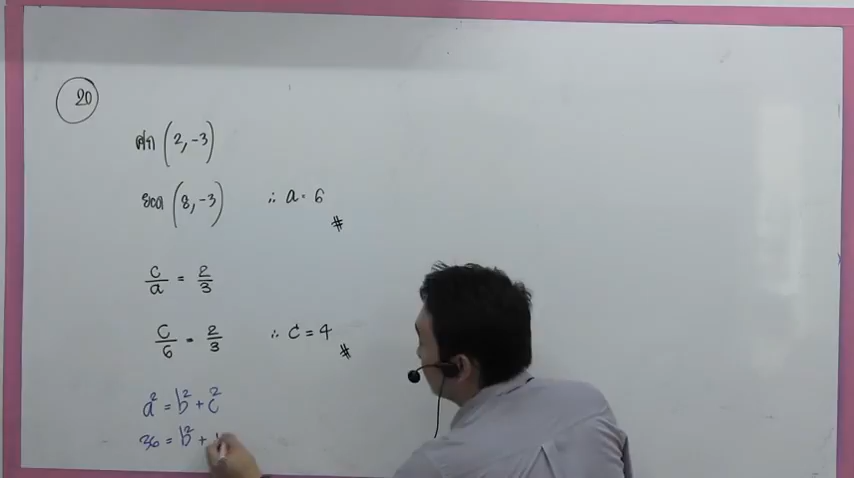 20
ศก (2, -3)
ยอด (8, -3) ∴ a = 6 #
c/a = 2/3
c/6 = 2/3 ∴ c = 4 #
a² = b² + c²
36 = b² +